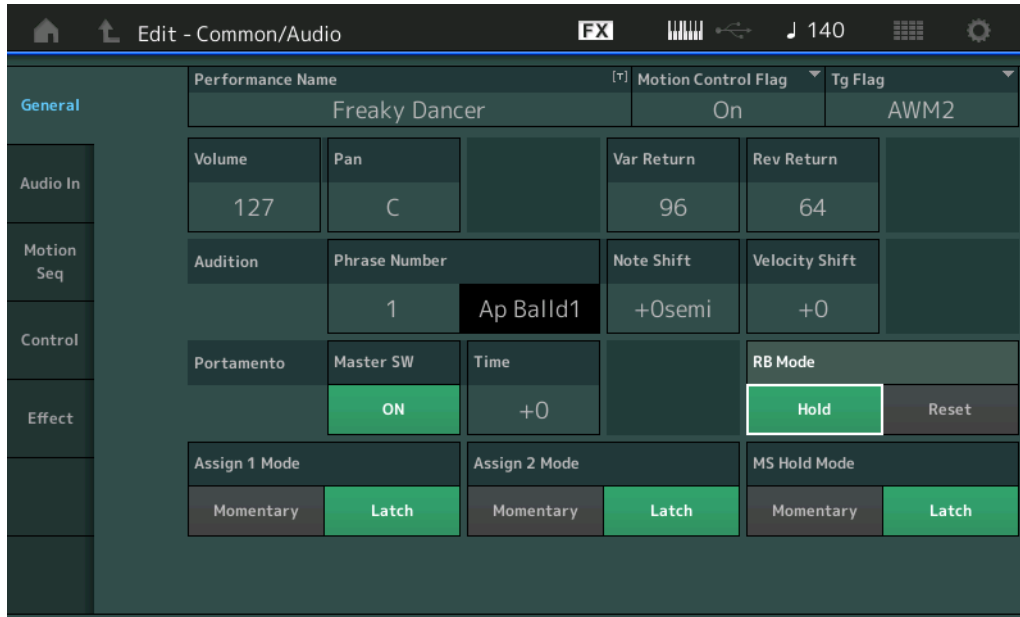 Edit - Common/Audio FX ♩ 140
General
Audio In
Motion
Seq
Control
Effect
Performance Name [T] Motion Control Flag Tg Flag
Freaky Dancer On AWM2
Volume Pan Var Return Rev Return
127 C 96 64
Audition Phrase Number Note Shift Velocity Shift
1 Ap Balld1 +0semi +0
Portamento Master SW Time RB Mode
ON +0 Hold Reset
Assign 1 Mode Assign 2 Mode MS Hold Mode
Momentary Latch Momentary Latch Momentary Latch